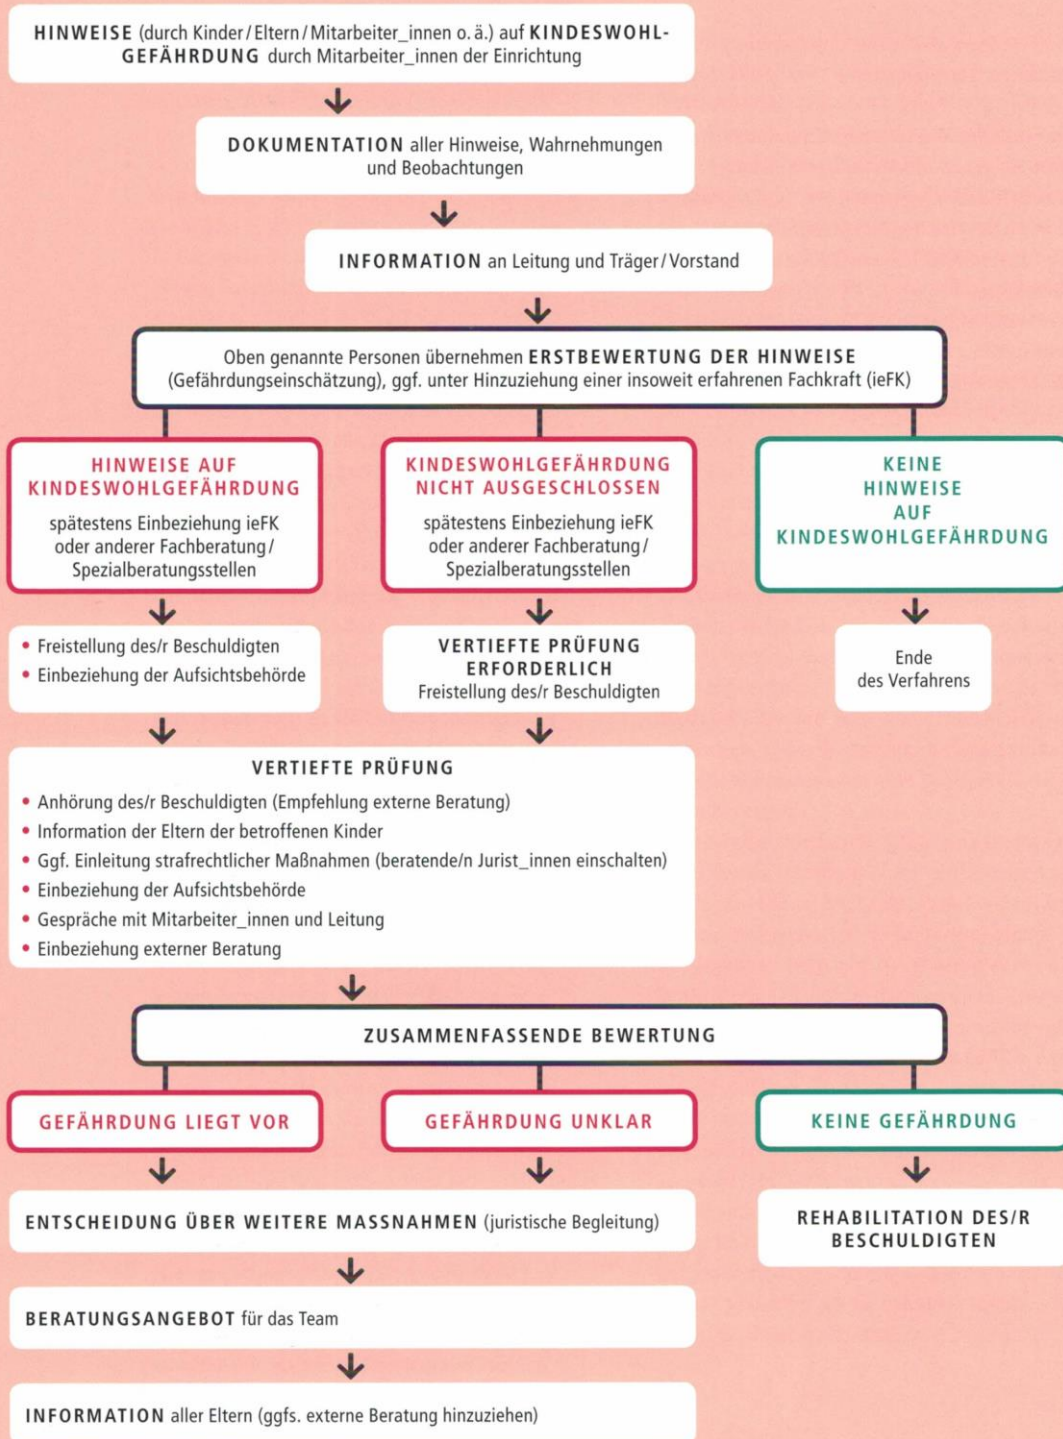 HINWEISE (durch Kinder/Eltern/Mitarbeiter_innen o. ä.) auf KINDESWOHL-
GEFÄHRDUNG durch Mitarbeiter_innen der Einrichtung
DOKUMENTATION aller Hinweise, Wahrnehmungen
und Beobachtungen
INFORMATION an Leitung und Träger/Vorstand
Oben genannte Personen übernehmen ERSTBEWERTUNG DER HINWEISE
(Gefährdungseinschätzung), ggf. unter Hinzuziehung einer insoweit erfahrenen Fachkraft (ieFK)
HINWEISE AUF
KINDESWOHLGEFÄHRDUNG
spätestens Einbeziehung ieFK
oder anderer Fachberatung/
Spezialberatungsstellen
KINDESWOHLGEFÄHRDUNG
NICHT AUSGESCHLOSSEN
spätestens Einbeziehung ieFK
oder anderer Fachberatung/
Spezialberatungsstellen
KEINE
HINWEISE
AUF
KINDESWOHLGEFÄHRDUNG
• Freistellung des/r Beschuldigten
• Einbeziehung der Aufsichtsbehörde
VERTIEFTE PRÜFUNG
ERFORDERLICH
Freistellung des/r Beschuldigten
Ende
des Verfahrens
VERTIEFTE PRÜFUNG
• Anhörung des/r Beschuldigten (Empfehlung externe Beratung)
• Information der Eltern der betroffenen Kinder
• Ggf. Einleitung strafrechtlicher Maßnahmen (beratende/n Jurist_innen einschalten)
• Einbeziehung der Aufsichtsbehörde
• Gespräche mit Mitarbeiter_innen und Leitung
• Einbeziehung externer Beratung
ZUSAMMENFASSENDE BEWERTUNG
GEFÄHRDUNG LIEGT VOR
GEFÄHRDUNG UNKLAR
KEINE GEFÄHRDUNG
ENTSCHEIDUNG ÜBER WEITERE MASSNAHMEN (juristische Begleitung)
REHABILITATION DES/R
BESCHULDIGTEN
BERATUNGSANGEBOT für das Team
INFORMATION aller Eltern (ggfs. externe Beratung hinzuziehen)